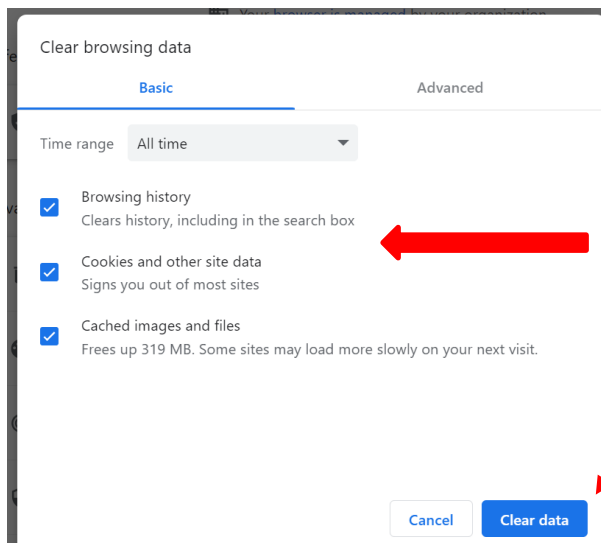 Your browser is managed by your organization
Clear browsing data
Basic
Advanced
Time range
All time
Browsing history
Clears history, including in the search box
Cookies and other site data
Signs you out of most sites
Cached images and files
Frees up 319 MB. Some sites may load more slowly on your next visit.
Cancel
Clear data